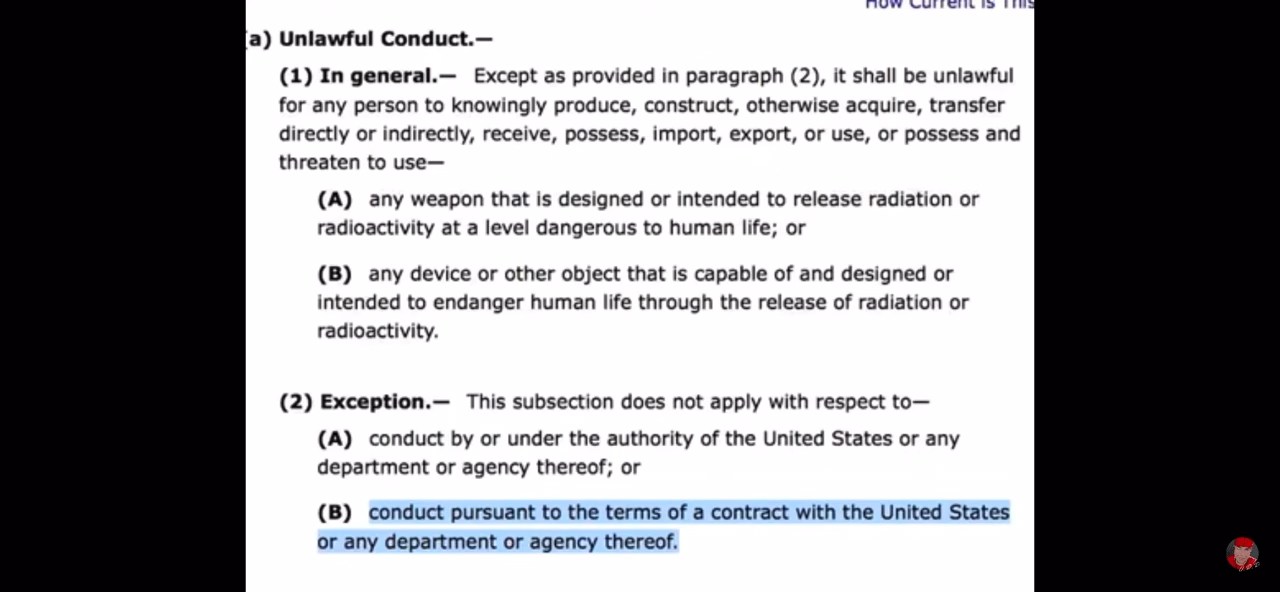 How Current is This
(a) Unlawful Conduct.—
(1) In general.— Except as provided in paragraph (2), it shall be unlawful
for any person to knowingly produce, construct, otherwise acquire, transfer
directly or indirectly, receive, possess, import, export, or use, or possess and
threaten to use—
(A) any weapon that is designed or intended to release radiation or
radioactivity at a level dangerous to human life; or
(B) any device or other object that is capable of and designed or
intended to endanger human life through the release of radiation or
radioactivity.
(2) Exception.— This subsection does not apply with respect to—
(A) conduct by or under the authority of the United States or any
department or agency thereof; or
(B) conduct pursuant to the terms of a contract with the United States
or any department or agency thereof.